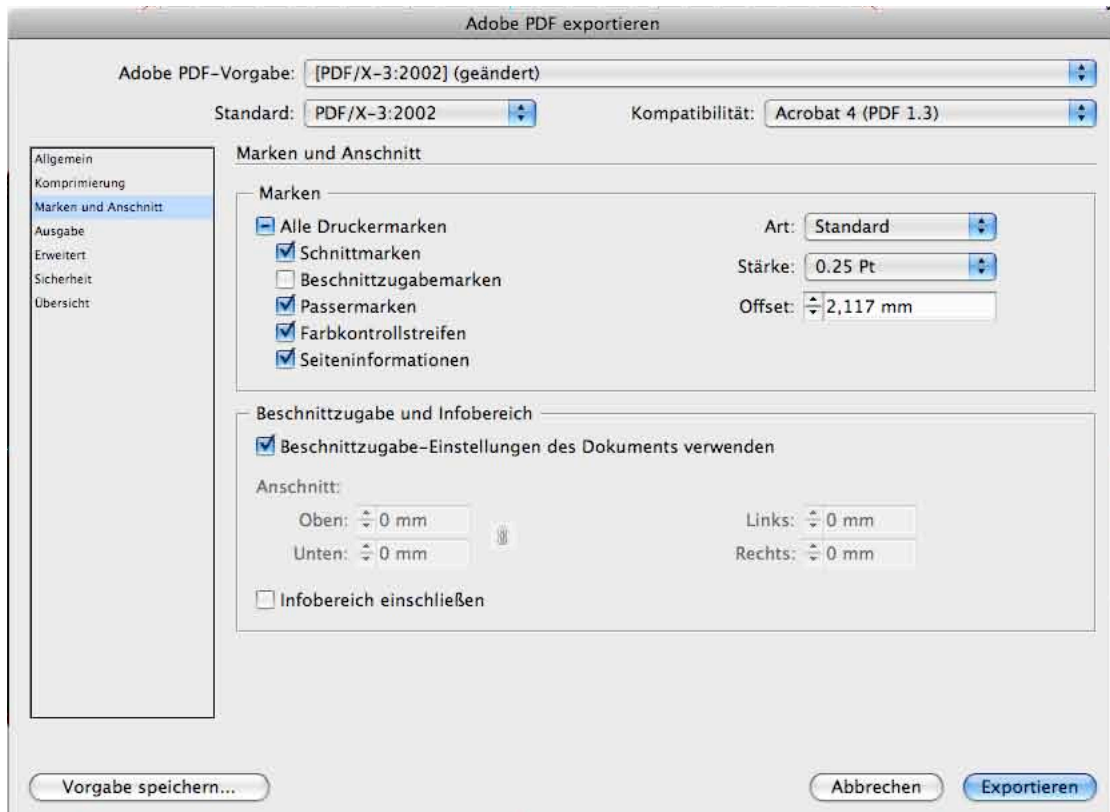 Adobe PDF exportieren
Adobe PDF-Vorgabe: [PDF/X-3:2002] (geändert)
Standard: PDF/X-3:2002 Kompatibilität: Acrobat 4 (PDF 1.3)
Allgemein
Komprimierung
Marken und Anschnitt
Ausgabe
Erweitert
Sicherheit
Übersicht
Marken und Anschnitt
Marken
Alle Druckermarken
Schnittmarken
Beschnittzugabemarken
Passermarken
Farbkontrollstreifen
Seiteninformationen
Art: Standard
Stärke: 0.25 Pt
Offset: 2,117 mm
Beschnittzugabe und Infobereich
Beschnittzugabe-Einstellungen des Dokuments verwenden
Anschnitt:
Oben: 0 mm Links: 0 mm
Unten: 0 mm Rechts: 0 mm
Infobereich einschließen
Vorgabe speichern... Abbrechen Exportieren